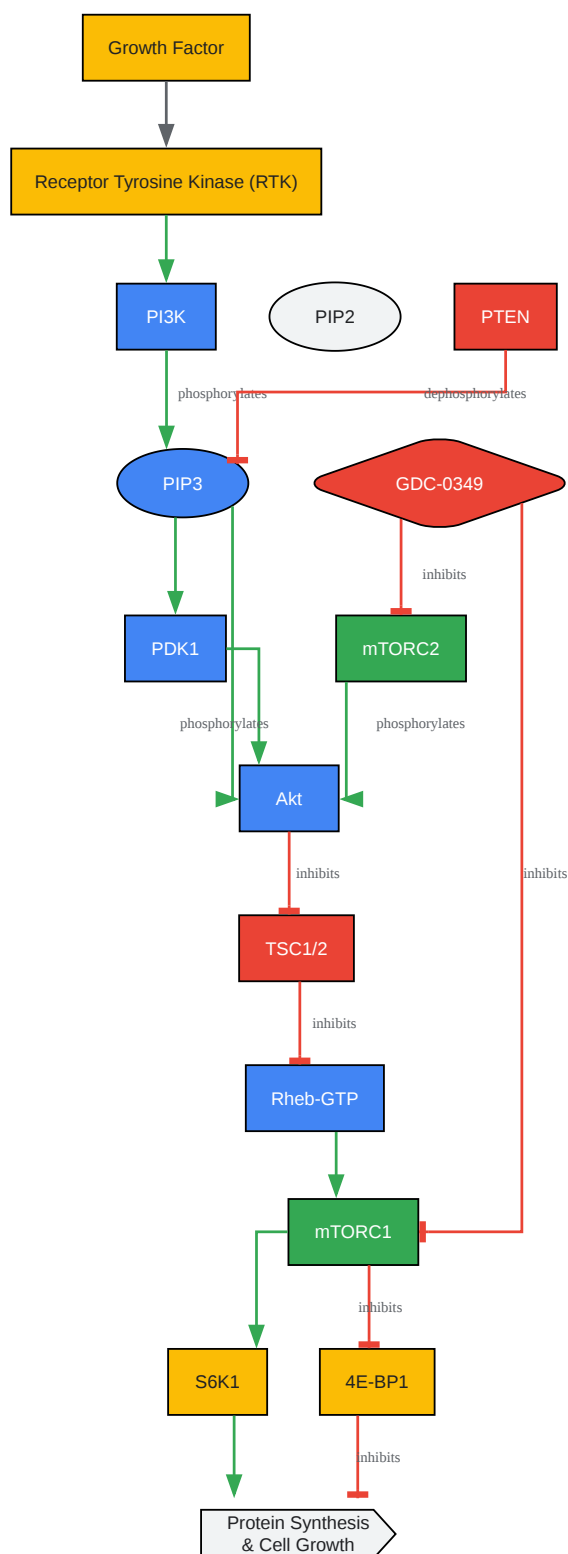 Growth Factor
Receptor Tyrosine Kinase (RTK)
PI3K
PIP2
PTEN
phosphorylates
dephosphorylates
PIP3
GDC-0349
inhibits
PDK1
mTORC2
phosphorylates
phosphorylates
Akt
inhibits
inhibits
TSC1/2
inhibits
Rheb-GTP
mTORC1
inhibits
S6K1
4E-BP1
inhibits
Protein Synthesis
& Cell Growth